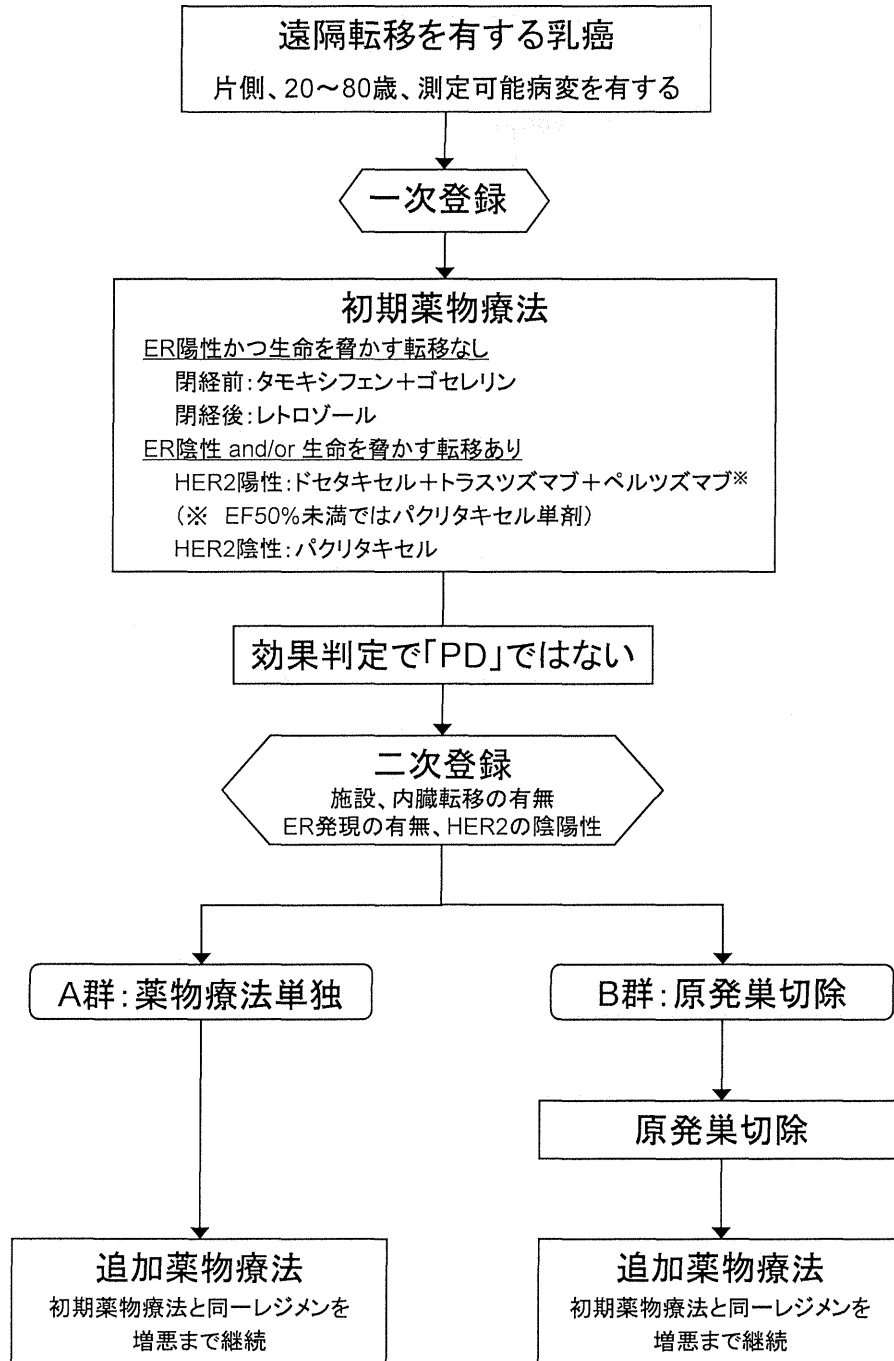 遠隔転移を有する乳癌
片側、20～80歳、測定可能病変を有する
一次登録
初期薬物療法
ER陽性かつ生命を脅かす転移なし
閉経前：タモキシフェン＋ゴセレリン
閉経後：レトロゾール
ER陰性 and/or 生命を脅かす転移あり
HER2陽性：ドセタキセル＋トラスツズマブ＋ペルツズマブ※
（※ EF50%未満ではパクリタキセル単剤）
HER2陰性：パクリタキセル
効果判定で「PD」ではない
二次登録
施設、内臓転移の有無
ER発現の有無、HER2の陰陽性
A群：薬物療法単独
B群：原発巣切除
原発巣切除
追加薬物療法
初期薬物療法と同一レジメンを
増悪まで継続
追加薬物療法
初期薬物療法と同一レジメンを
増悪まで継続